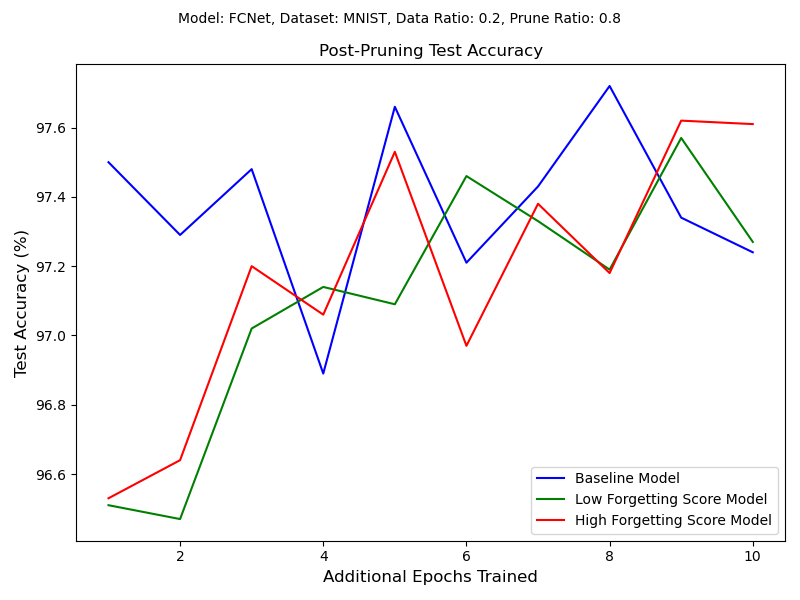 Model: FCNet, Dataset: MNIST, Data Ratio: 0.2, Prune Ratio: 0.8
Post-Pruning Test Accuracy
Test Accuracy (%)
97.6
97.4
97.2
97.0
96.8
96.6
Baseline Model
Low Forgetting Score Model
High Forgetting Score Model
2 4 6 8 10
Additional Epochs Trained